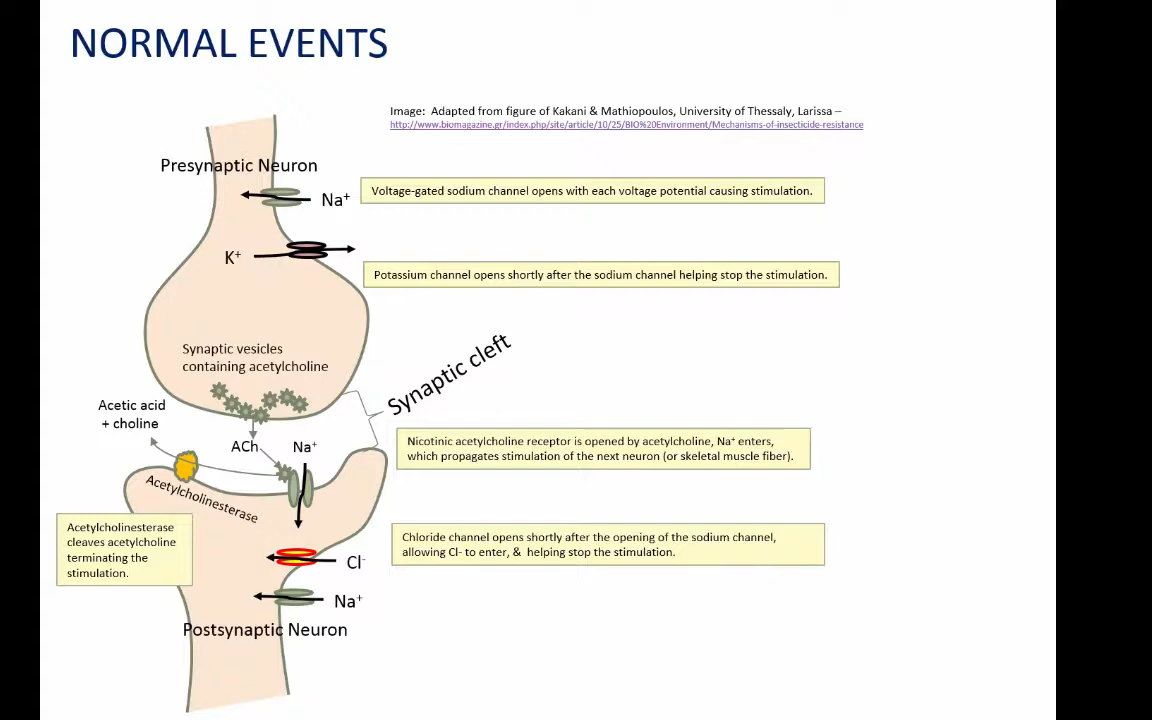 NORMAL EVENTS
Image:  Adapted from figure of Kakani & Mathiopoulos, University of Thessaly, Larissa –
http://www.biomagazine.gr/index.php/site/article/10/25/BIO%20Environment/Mechanisms-of-insecticide-resistance
Presynaptic Neuron
Na⁺
Voltage-gated sodium channel opens with each voltage potential causing stimulation.
K⁺
Potassium channel opens shortly after the sodium channel helping stop the stimulation.
Synaptic vesicles
containing acetylcholine
Synaptic cleft
Acetic acid
+ choline
ACh
Na⁺
Nicotinic acetylcholine receptor is opened by acetylcholine, Na⁺ enters,
which propagates stimulation of the next neuron (or skeletal muscle fiber).
Acetylcholinesterase
Acetylcholinesterase
cleaves acetylcholine
terminating the
stimulation.
Chloride channel opens shortly after the opening of the sodium channel,
allowing Cl- to enter, &  helping stop the stimulation.
Cl⁻
Na⁺
Postsynaptic Neuron